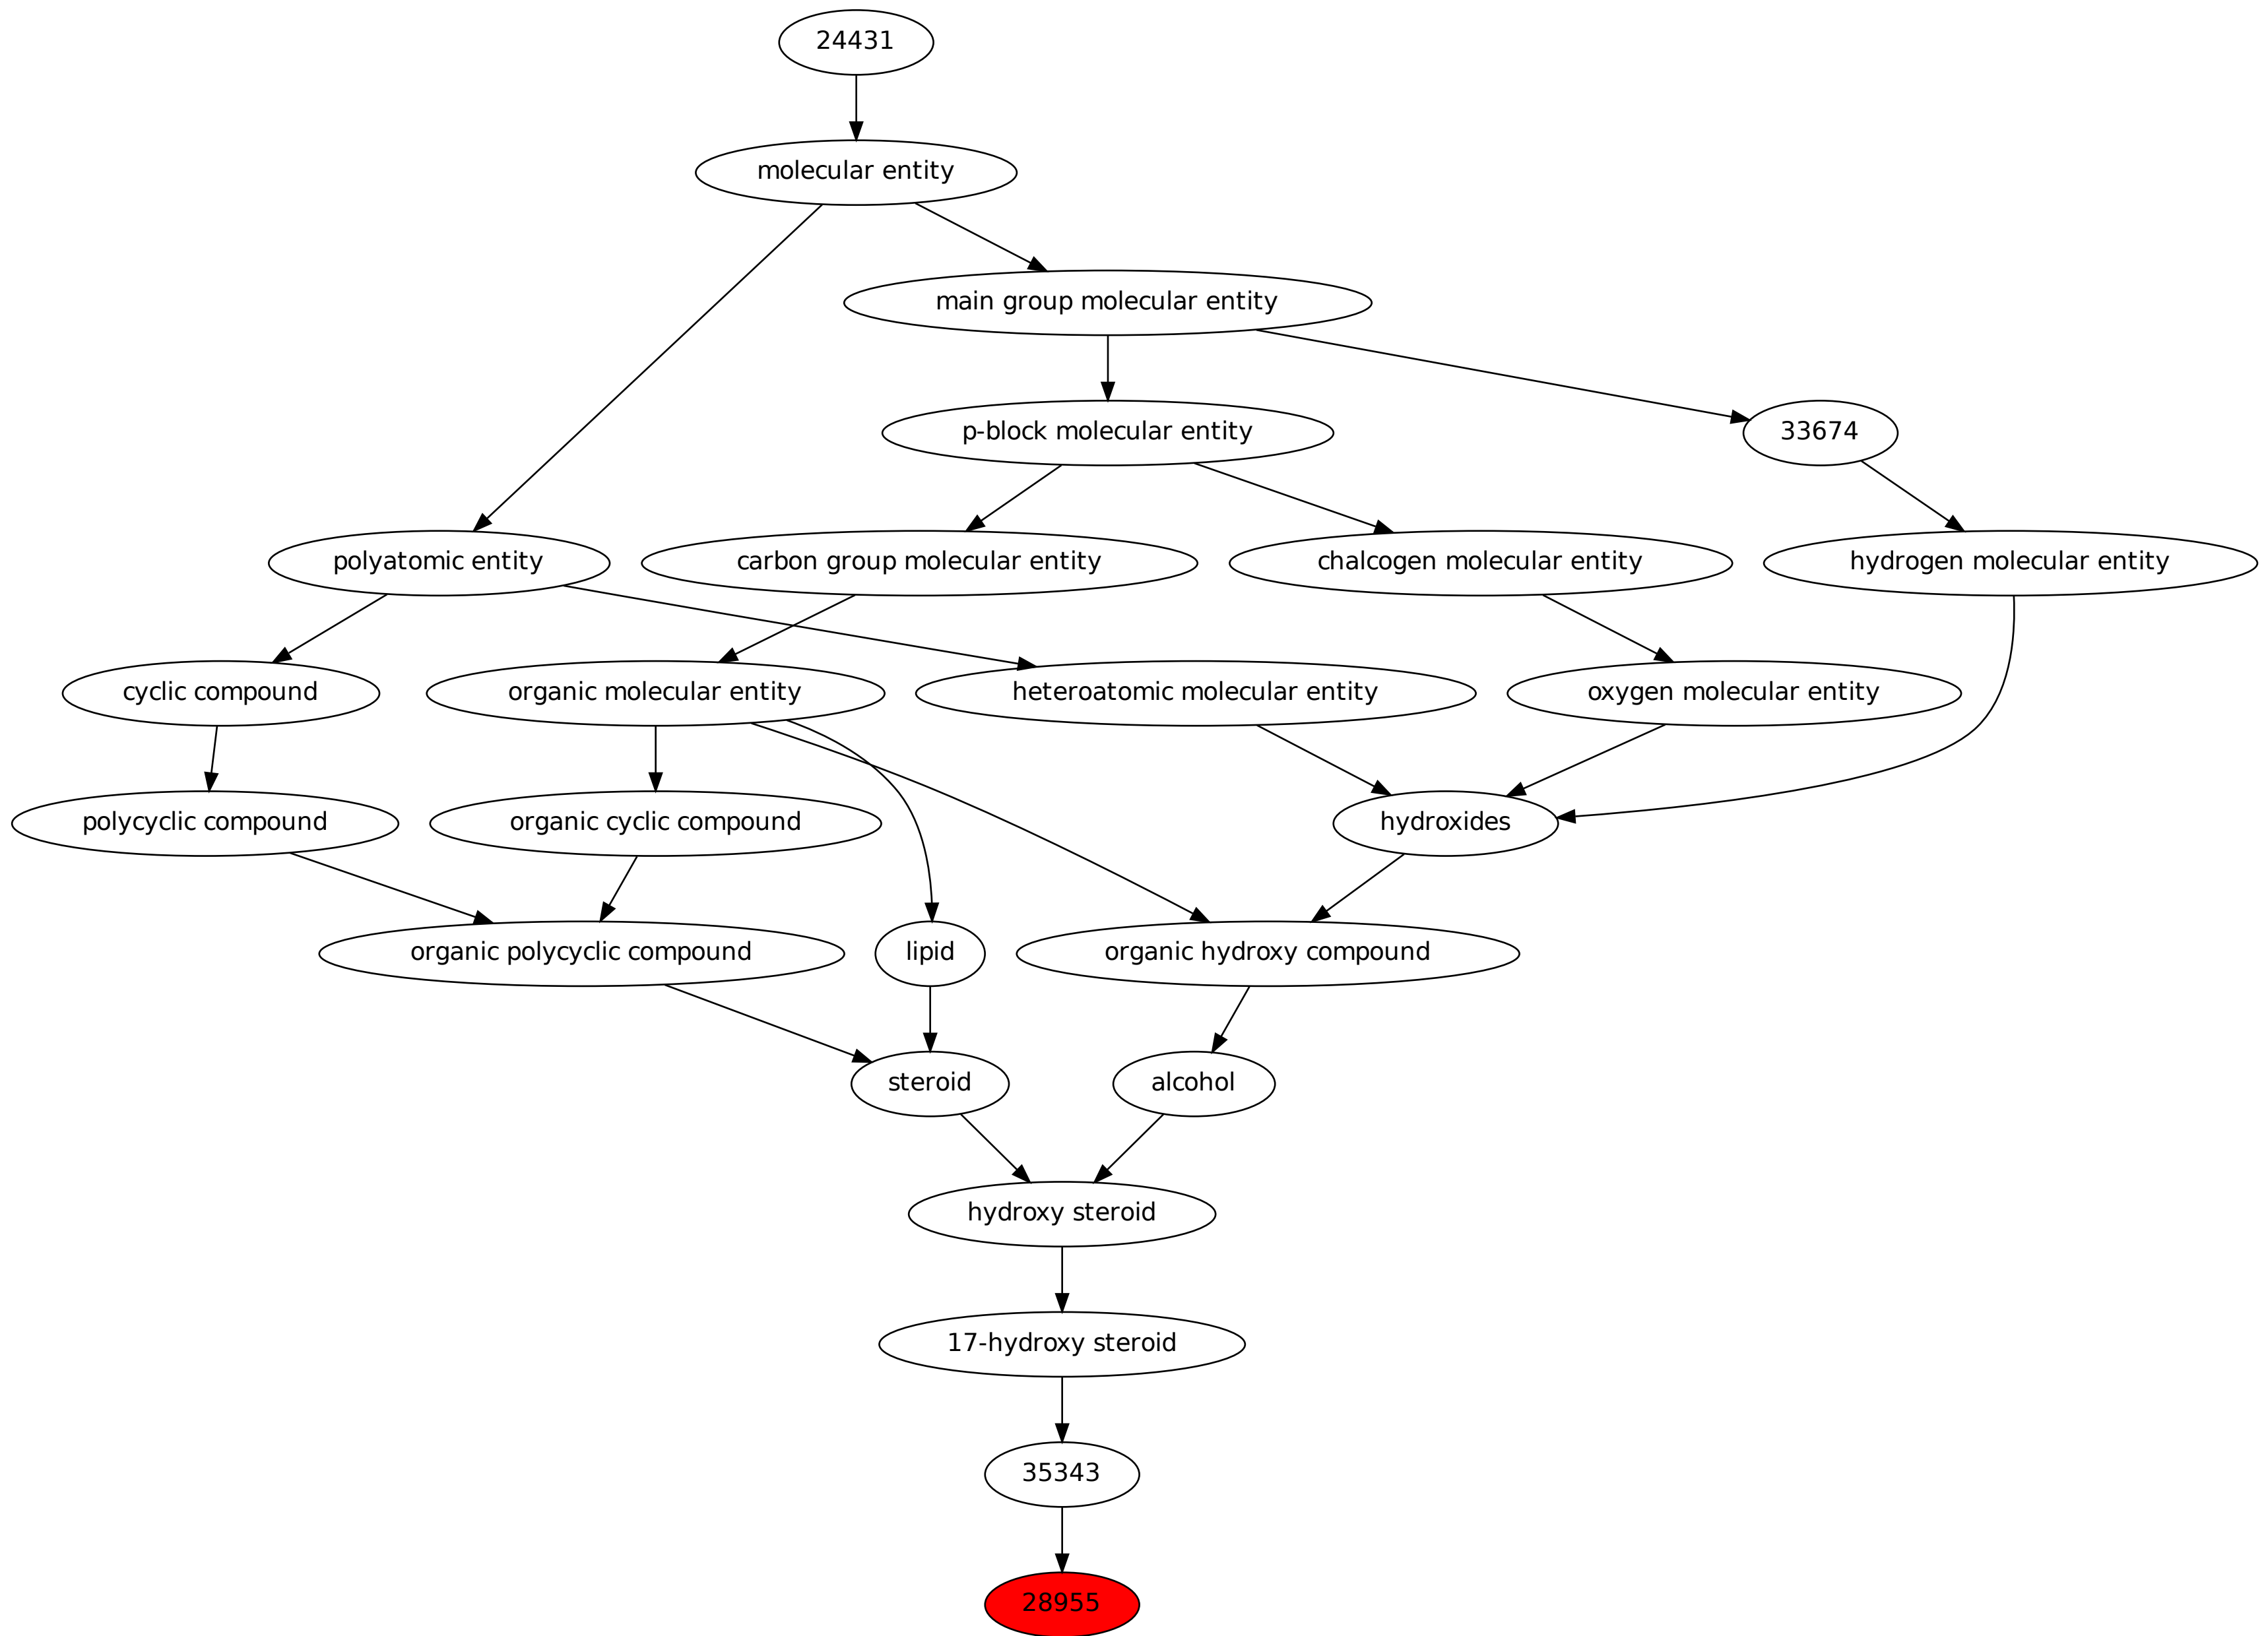 24431
molecular entity
main group molecular entity
p-block molecular entity
33674
polyatomic entity
carbon group molecular entity
chalcogen molecular entity
hydrogen molecular entity
cyclic compound
organic molecular entity
heteroatomic molecular entity
oxygen molecular entity
polycyclic compound
organic cyclic compound
hydroxides
organic polycyclic compound
lipid
organic hydroxy compound
steroid
alcohol
hydroxy steroid
17-hydroxy steroid
35343
28955